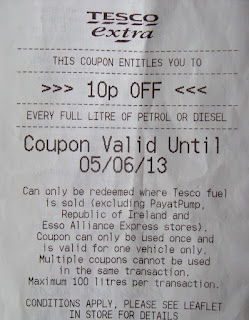 TESCO
extra
THIS COUPON ENTITLES YOU TO
>>> 10p OFF <<<
EVERY FULL LITRE OF PETROL OR DIESEL
Coupon Valid Until
05/06/13
Can only be redeemed where Tesco fuel
is sold (excluding PayatPump,
Republic of Ireland and
Esso Alliance Express stores).
Coupon can only be used once and
is valid for one vehicle only.
Multiple coupons cannot be used
in the same transaction.
Maximum 100 litres per transaction.
CONDITIONS APPLY, PLEASE SEE LEAFLET
IN STORE FOR DETAILS